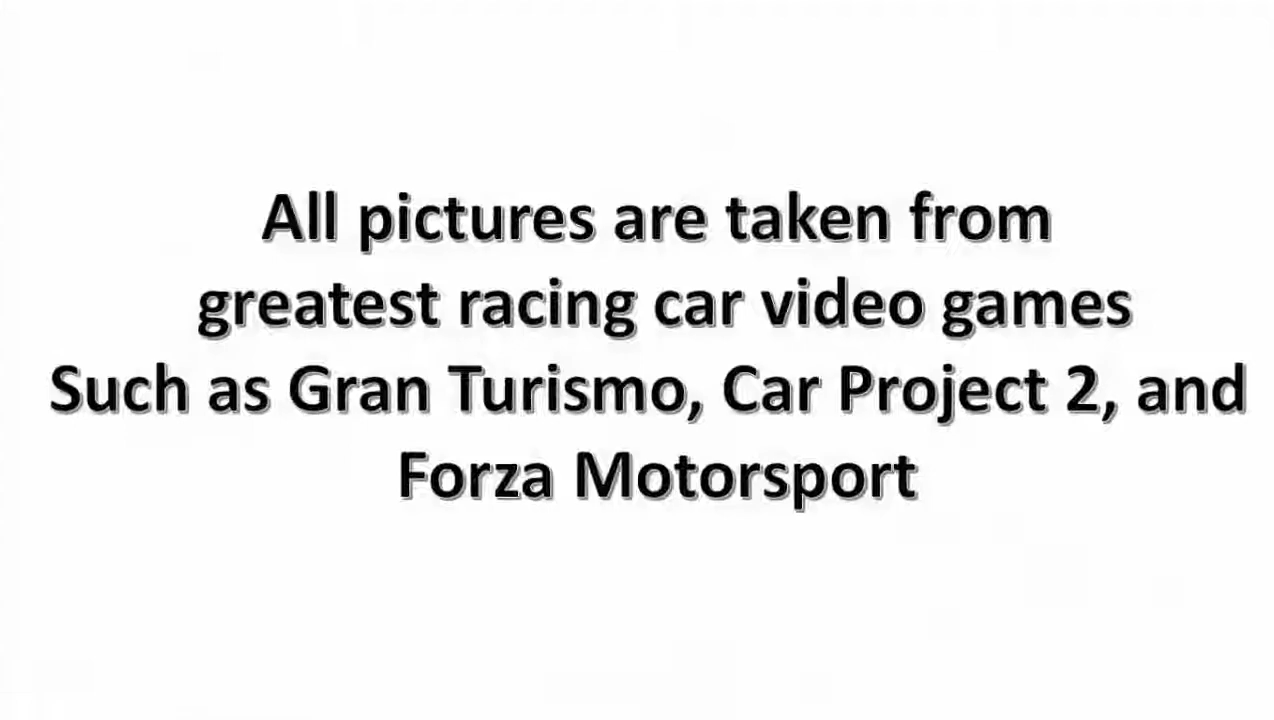 All pictures are taken from
greatest racing car video games
Such as Gran Turismo, Car Project 2, and
Forza Motorsport